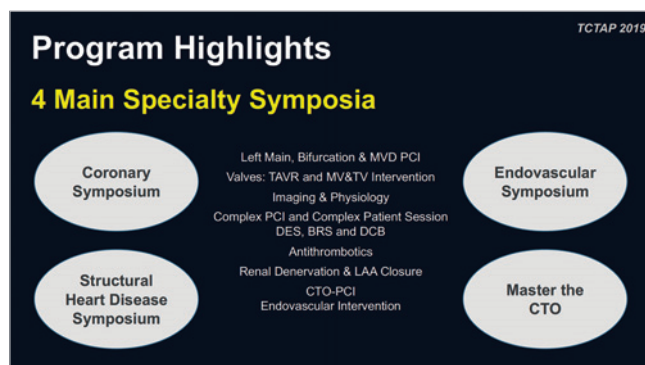 TCTAP 2019
Program Highlights
4 Main Specialty Symposia
Coronary
Symposium
Left Main, Bifurcation & MVD PCI
Valves: TAVR and MV&TV Intervention
Imaging & Physiology
Complex PCI and Complex Patient Session
DES, BRS and DCB
Antithrombotics
Renal Denervation & LAA Closure
CTO-PCI
Endovascular Intervention
Endovascular
Symposium
Structural
Heart Disease
Symposium
Master the
CTO